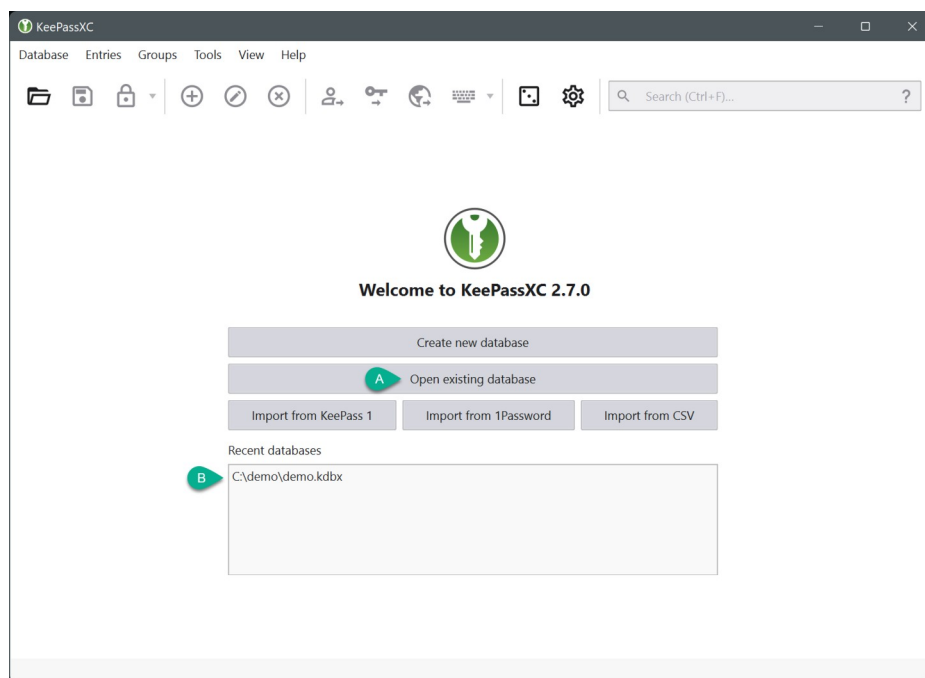 KeePassXC
Database Entries Groups Tools View Help
Search (Ctrl+F)... ?
Welcome to KeePassXC 2.7.0
Create new database
A Open existing database
Import from KeePass 1 Import from 1Password Import from CSV
Recent databases
B C:\demo\demo.kdbx